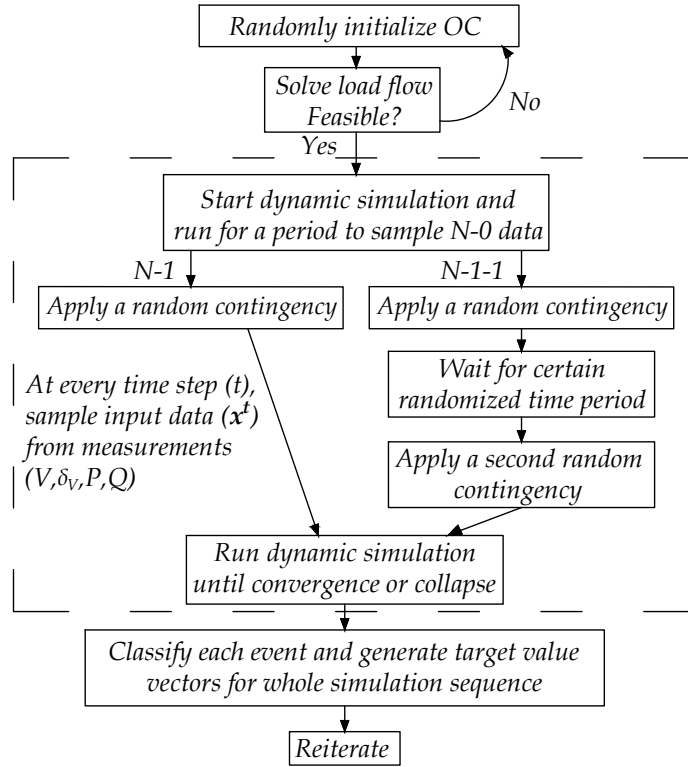 Randomly initialize OC
Solve load flow
Feasible?
No
Yes
Start dynamic simulation and
run for a period to sample N-0 data
N-1
N-1-1
Apply a random contingency
Apply a random contingency
At every time step (t),
sample input data (x^t)
from measurements
(V,δ_V,P,Q)
Wait for certain
randomized time period
Apply a second random
contingency
Run dynamic simulation
until convergence or collapse
Classify each event and generate target value
vectors for whole simulation sequence
Reiterate